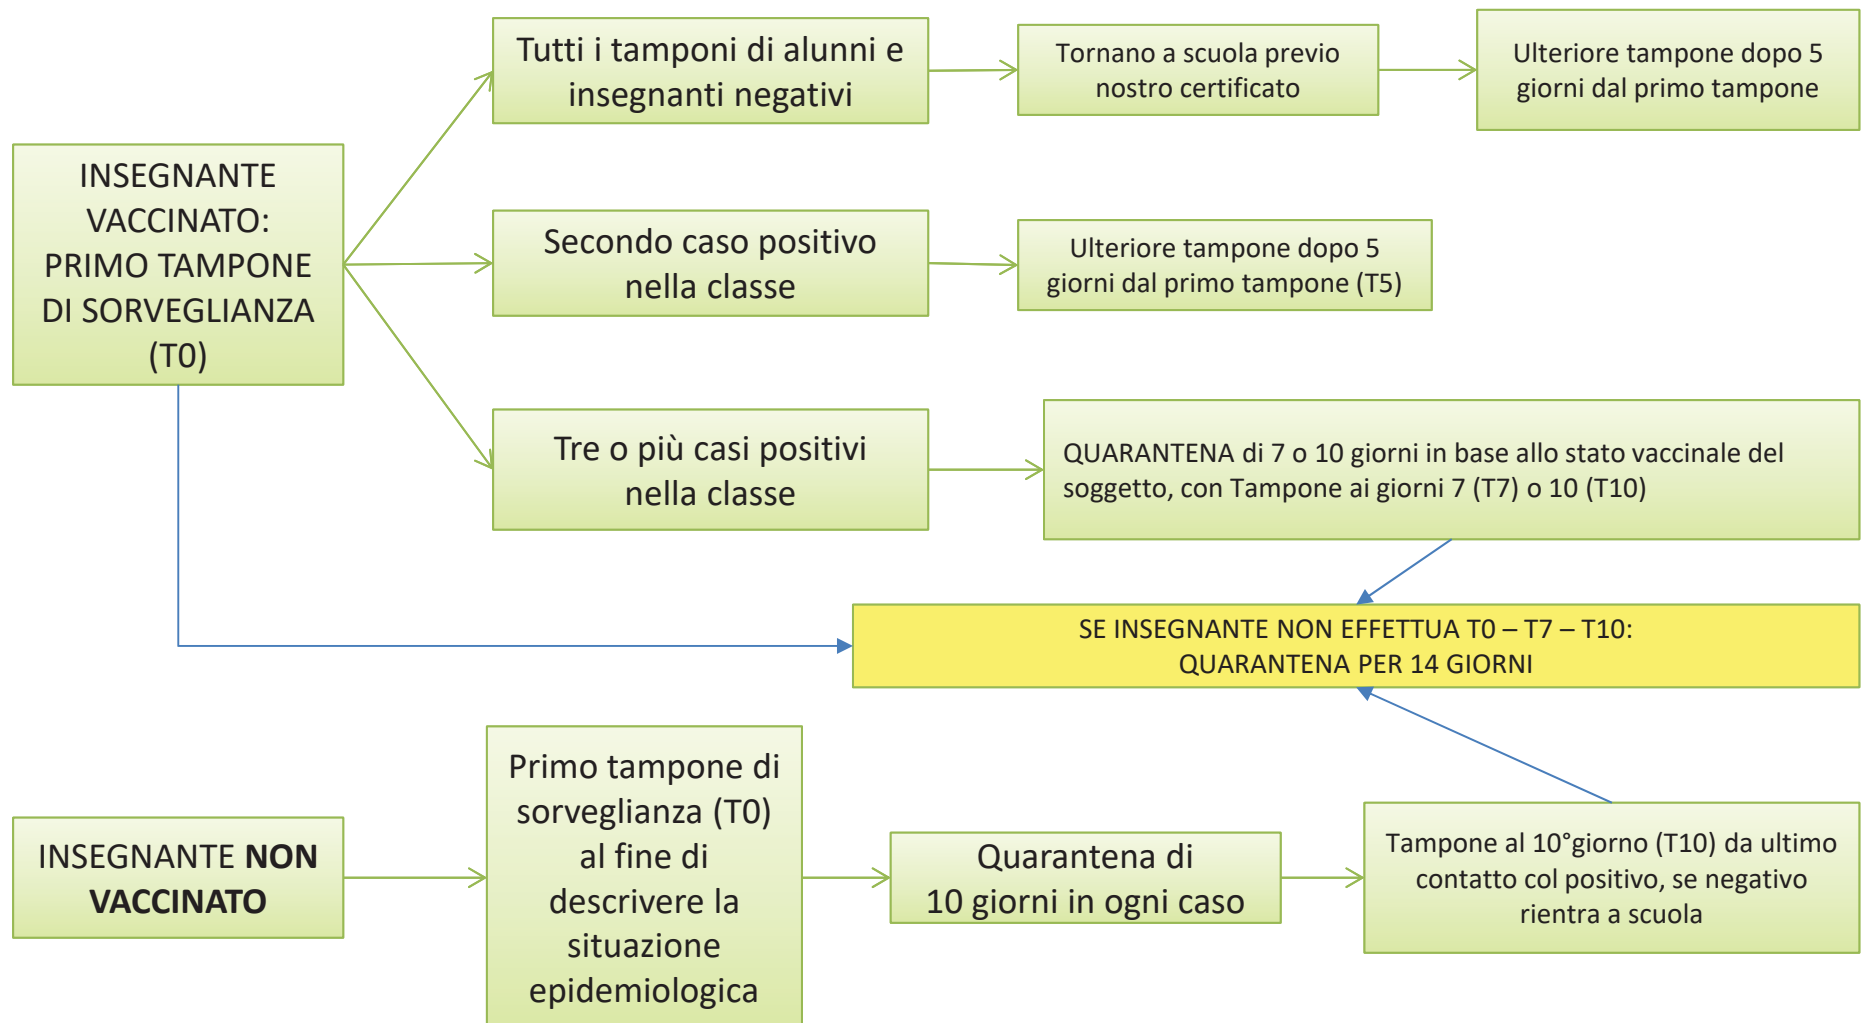 Tutti i tamponi di alunni e
insegnanti negativi
Tornano a scuola previo
nostro certificato
Ulteriore tampone dopo 5
giorni dal primo tampone
INSEGNANTE
VACCINATO:
PRIMO TAMPONE
DI SORVEGLIANZA
(T0)
Secondo caso positivo
nella classe
Ulteriore tampone dopo 5
giorni dal primo tampone (T5)
Tre o più casi positivi
nella classe
QUARANTENA di 7 o 10 giorni in base allo stato vaccinale del
soggetto, con Tampone ai giorni 7 (T7) o 10 (T10)
SE INSEGNANTE NON EFFETTUA T0 – T7 – T10:
QUARANTENA PER 14 GIORNI
INSEGNANTE NON
VACCINATO
Primo tampone di
sorveglianza (T0)
al fine di
descrivere la
situazione
epidemiologica
Quarantena di
10 giorni in ogni caso
Tampone al 10°giorno (T10) da ultimo
contatto col positivo, se negativo
rientra a scuola